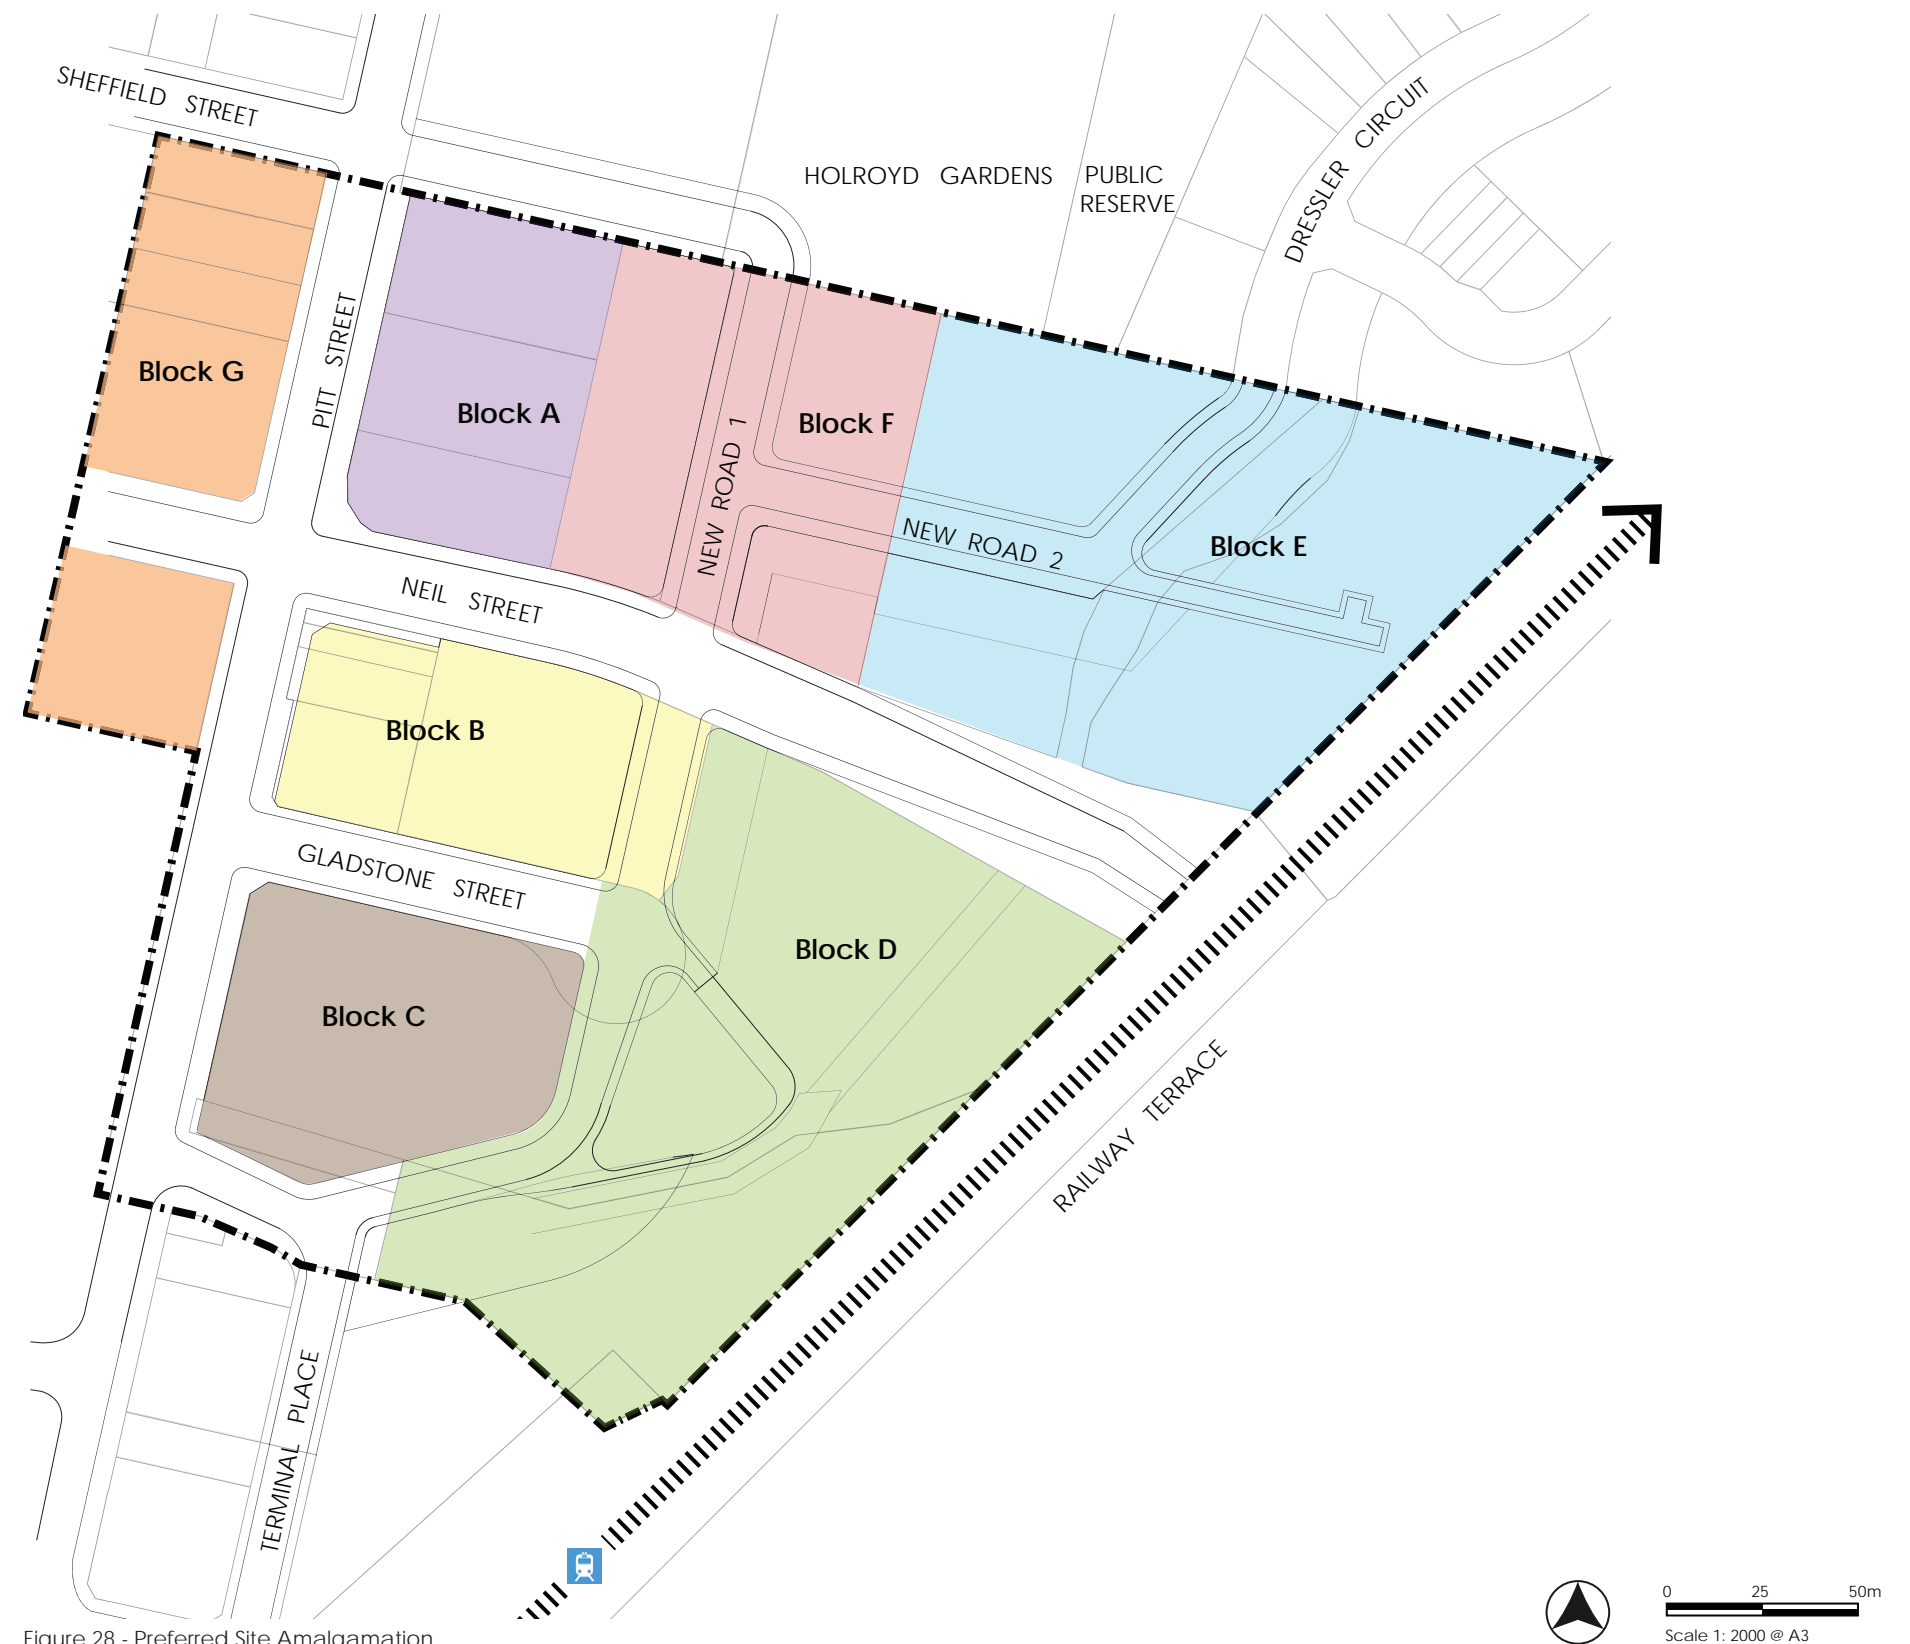 SHEFFIELD STREET
HOLROYD GARDENS PUBLIC
RESERVE
DRESSLER CIRCUIT
PITT STREET
Block G
Block A
Block F
NEW ROAD 1
NEW ROAD 2
Block E
NEIL STREET
Block B
GLADSTONE STREET
Block D
Block C
RAILWAY TERRACE
TERMINAL PLACE
0 25 50m
Scale 1: 2000 @ A3
Figure 28 - Preferred Site Amalgamation